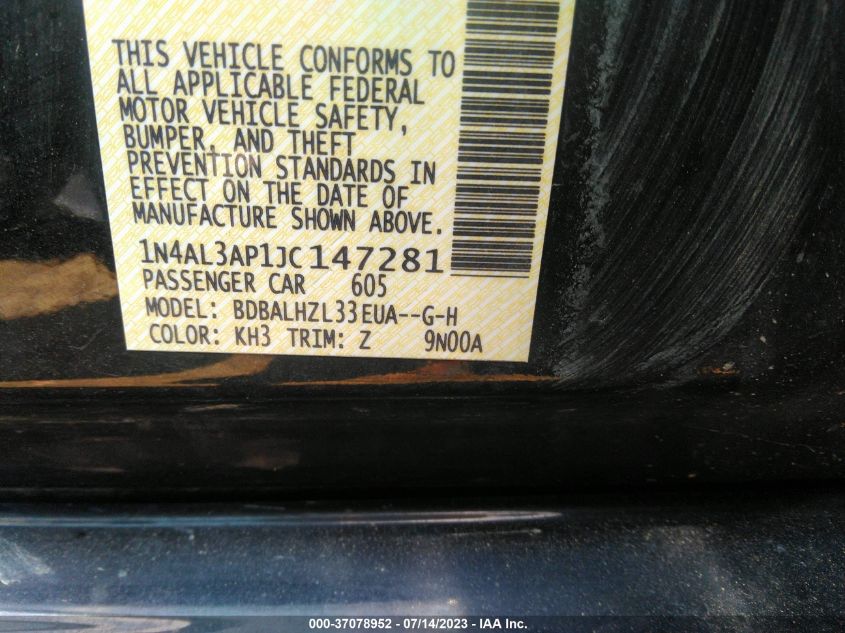 THIS VEHICLE CONFORMS TO
ALL APPLICABLE FEDERAL
MOTOR VEHICLE SAFETY,
BUMPER, AND THEFT
PREVENTION STANDARDS IN
EFFECT ON THE DATE OF
MANUFACTURE SHOWN ABOVE.
1N4AL3AP1JC147281
PASSENGER CAR 605
MODEL: BDBALHZL33EUA--G-H
COLOR: KH3 TRIM: Z 9N00A
000-37078952 - 07/14/2023 - IAA Inc.